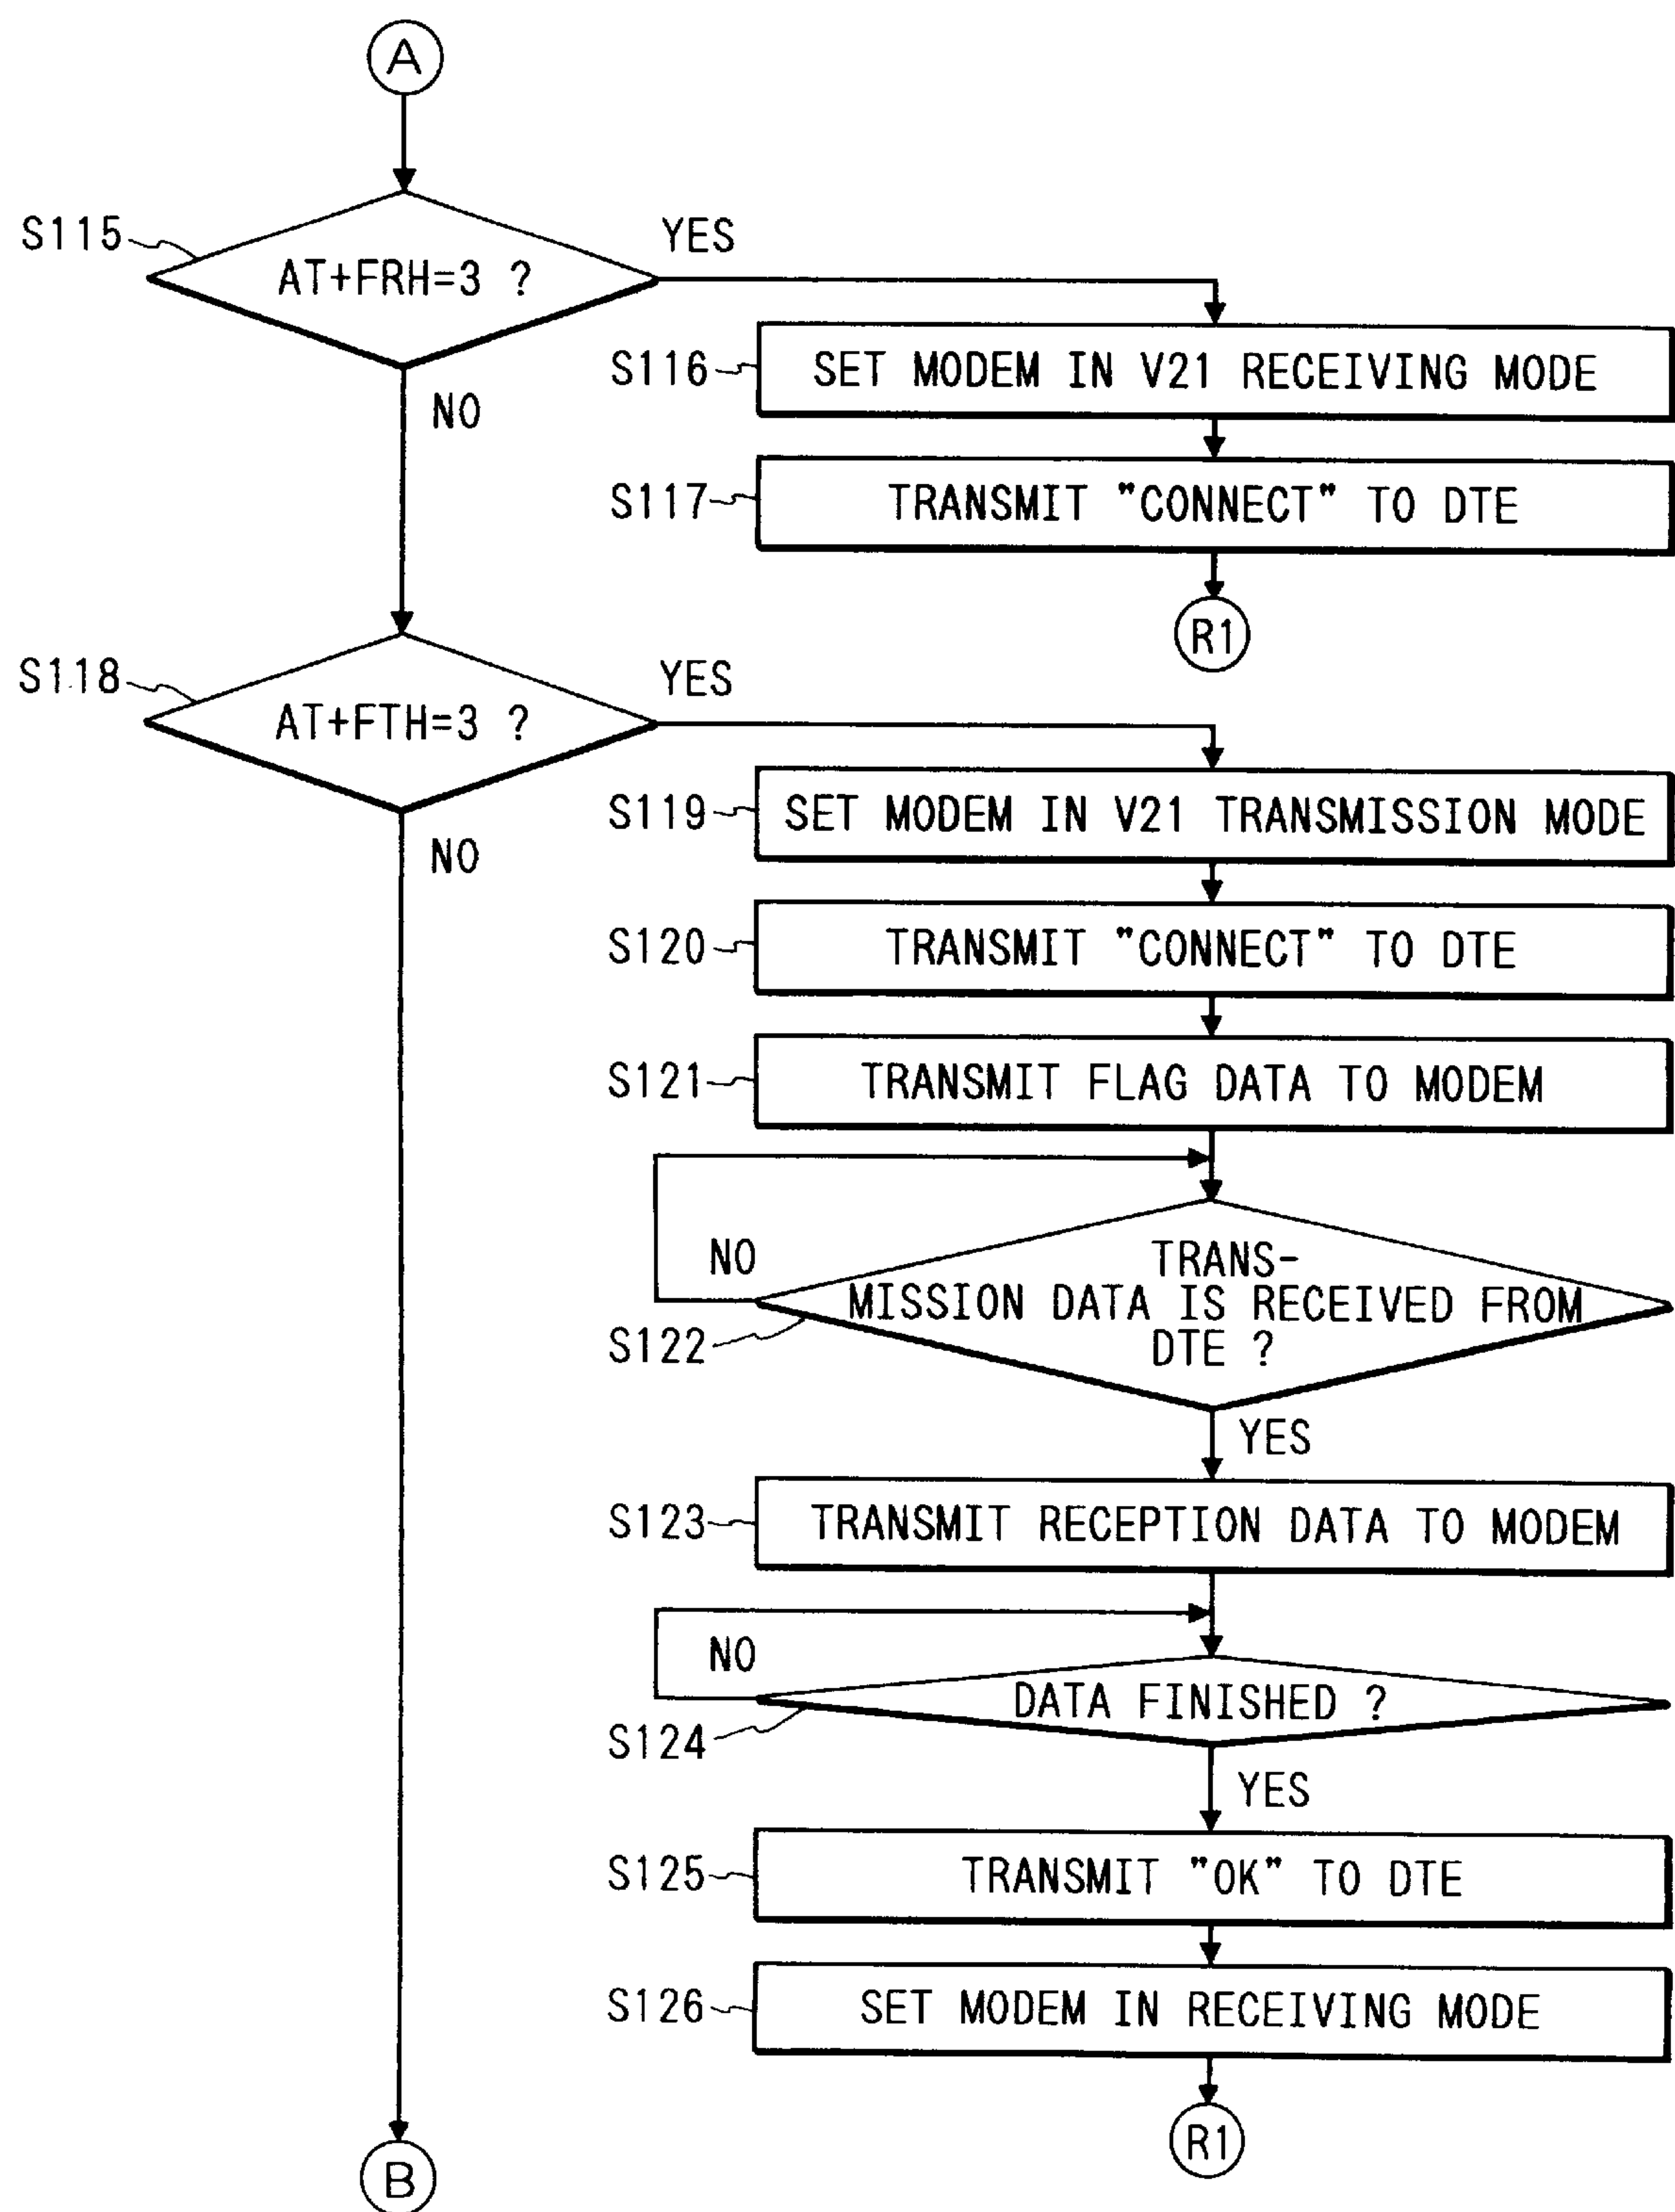 A
S115
AT+FRH=3 ?
YES
NO
S116
SET MODEM IN V21 RECEIVING MODE
S117
TRANSMIT "CONNECT" TO DTE
R1
S118
AT+FTH=3 ?
YES
NO
S119
SET MODEM IN V21 TRANSMISSION MODE
S120
TRANSMIT "CONNECT" TO DTE
S121
TRANSMIT FLAG DATA TO MODEM
NO
S122
TRANS-
MISSION DATA IS RECEIVED FROM
DTE ?
YES
S123
TRANSMIT RECEPTION DATA TO MODEM
NO
S124
DATA FINISHED ?
YES
S125
TRANSMIT "OK" TO DTE
S126
SET MODEM IN RECEIVING MODE
R1
B